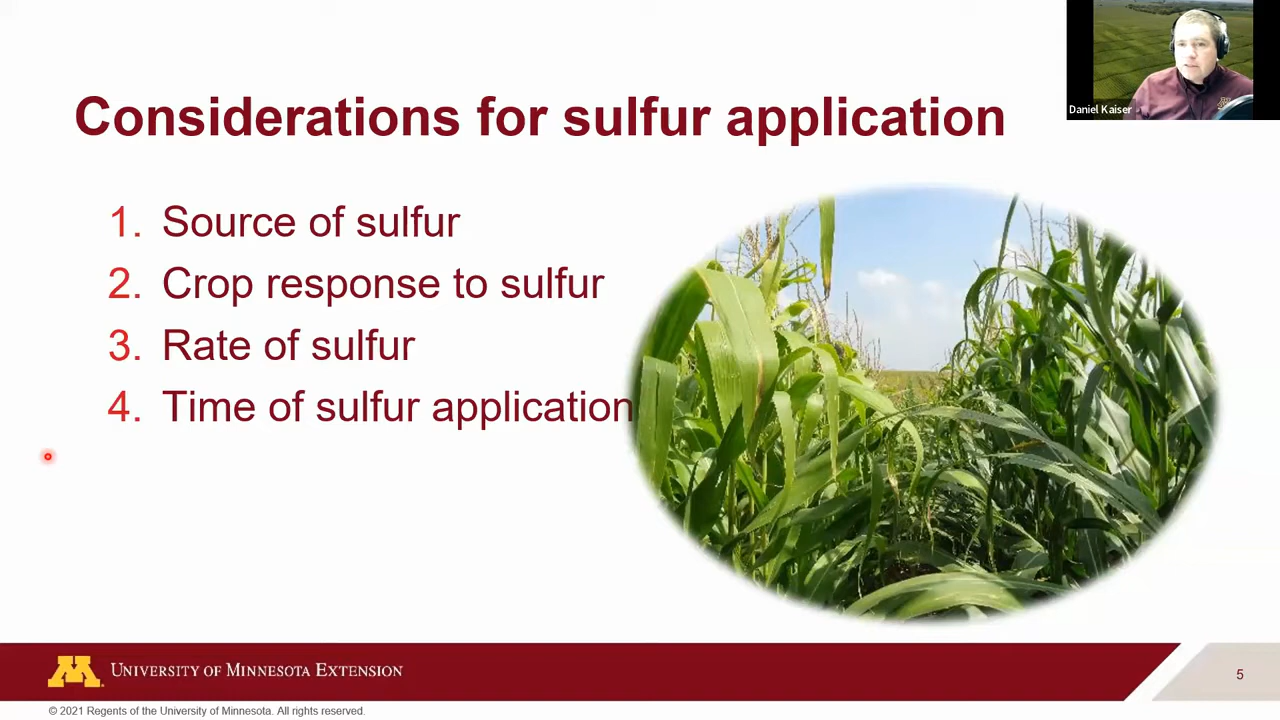 Considerations for sulfur application
Daniel Kaiser
1. Source of sulfur
2. Crop response to sulfur
3. Rate of sulfur
4. Time of sulfur application
M
UNIVERSITY OF MINNESOTA EXTENSION
5
© 2021 Regents of the University of Minnesota. All rights reserved.